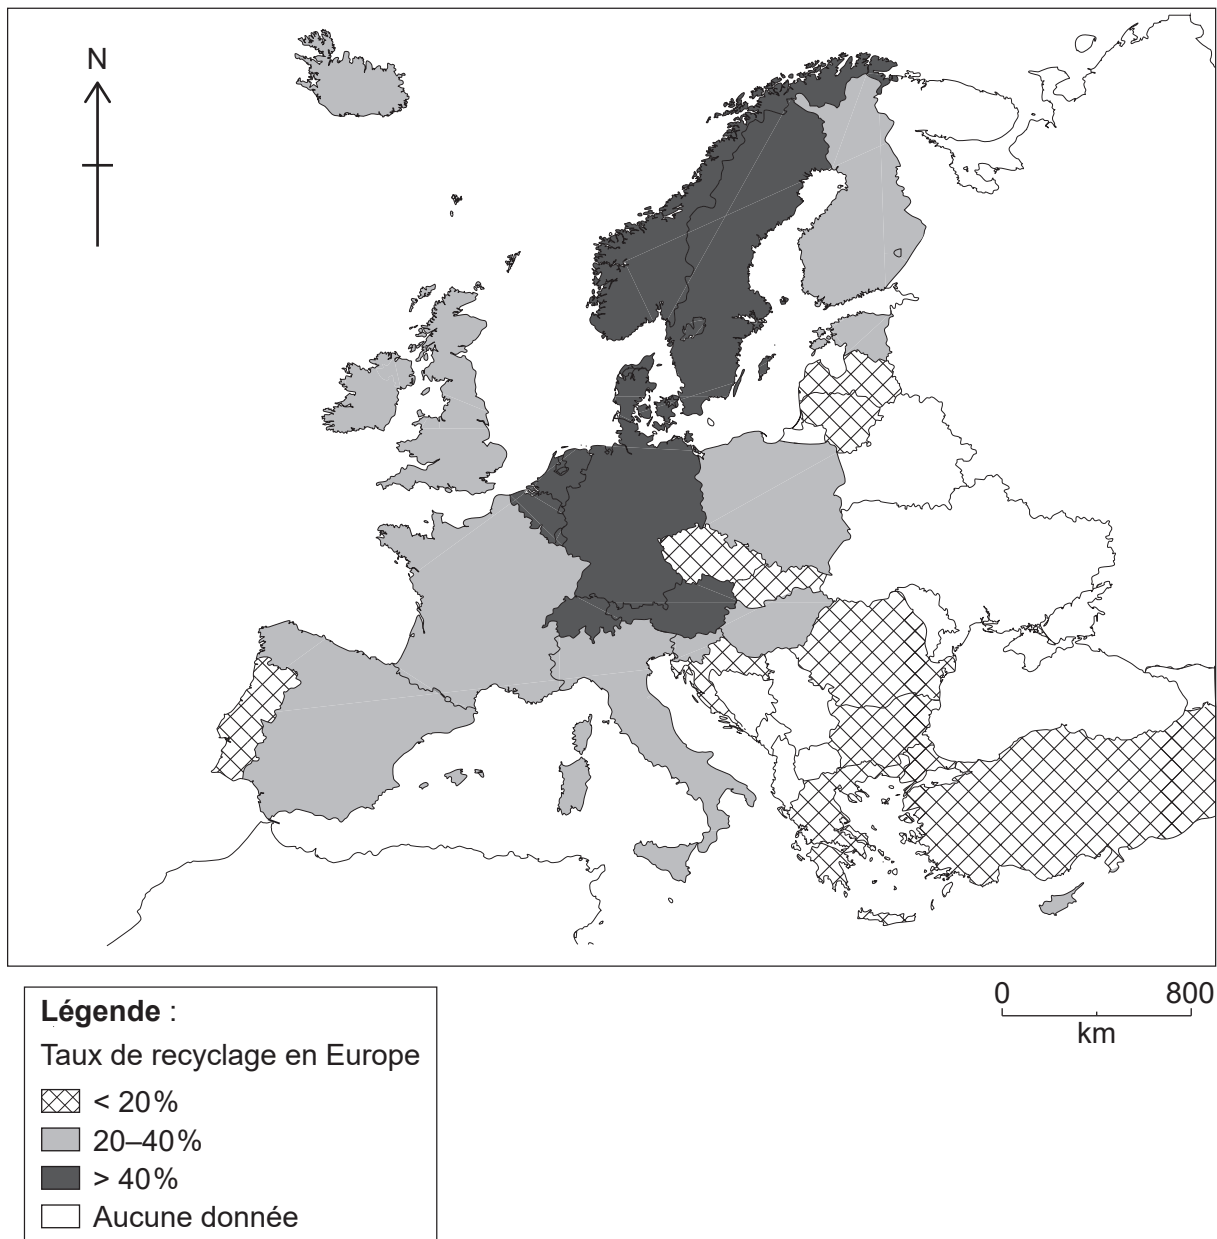 N
0 800
km
Légende :
Taux de recyclage en Europe
< 20 %
20–40 %
> 40 %
Aucune donnée